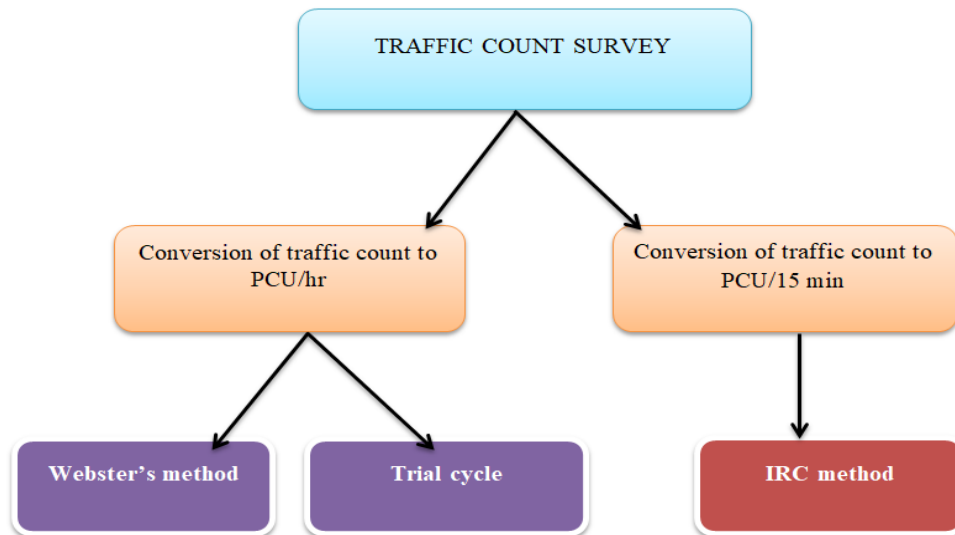 TRAFFIC COUNT SURVEY
Conversion of traffic count to
PCU/hr
Conversion of traffic count to
PCU/15 min
Webster's method
Trial cycle
IRC method